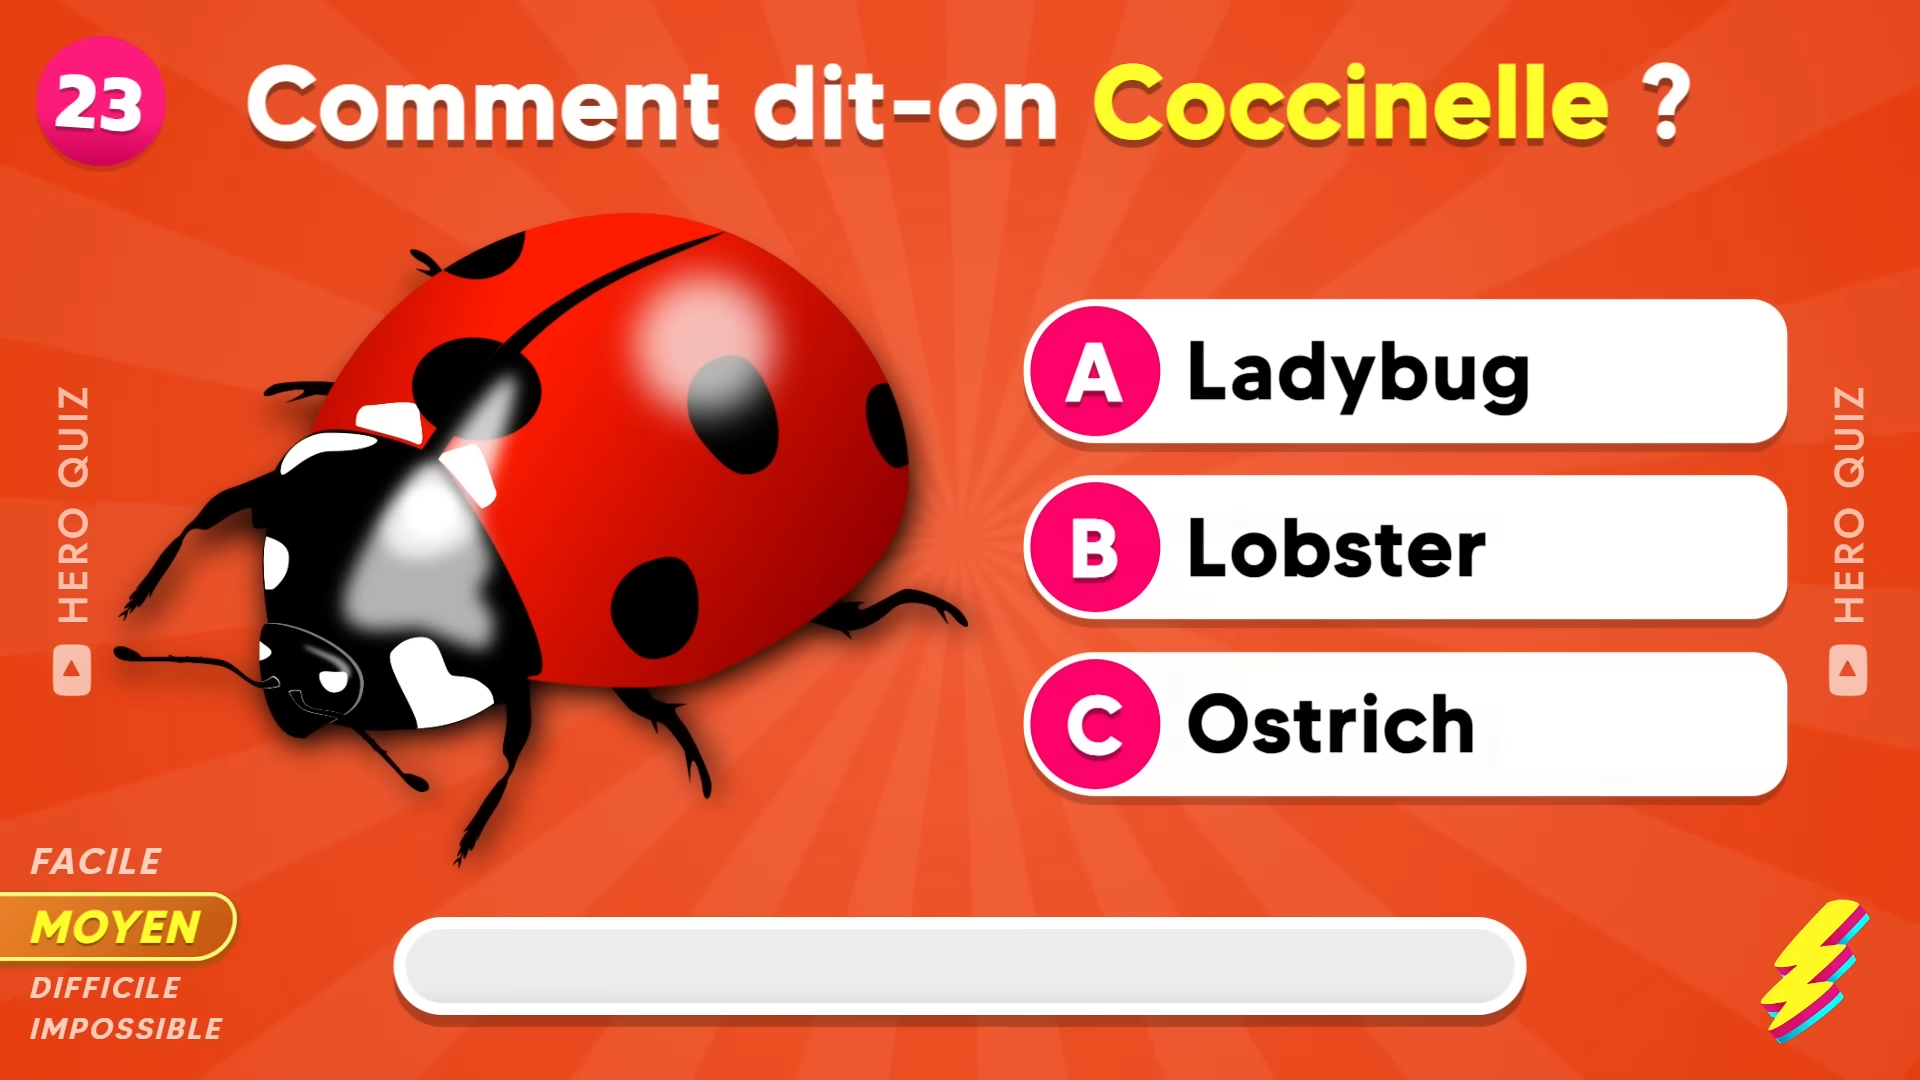 23
Comment dit-on Coccinelle ?
A Ladybug
B Lobster
C Ostrich
HERO QUIZ
HERO QUIZ
FACILE
MOYEN
DIFFICILE
IMPOSSIBLE